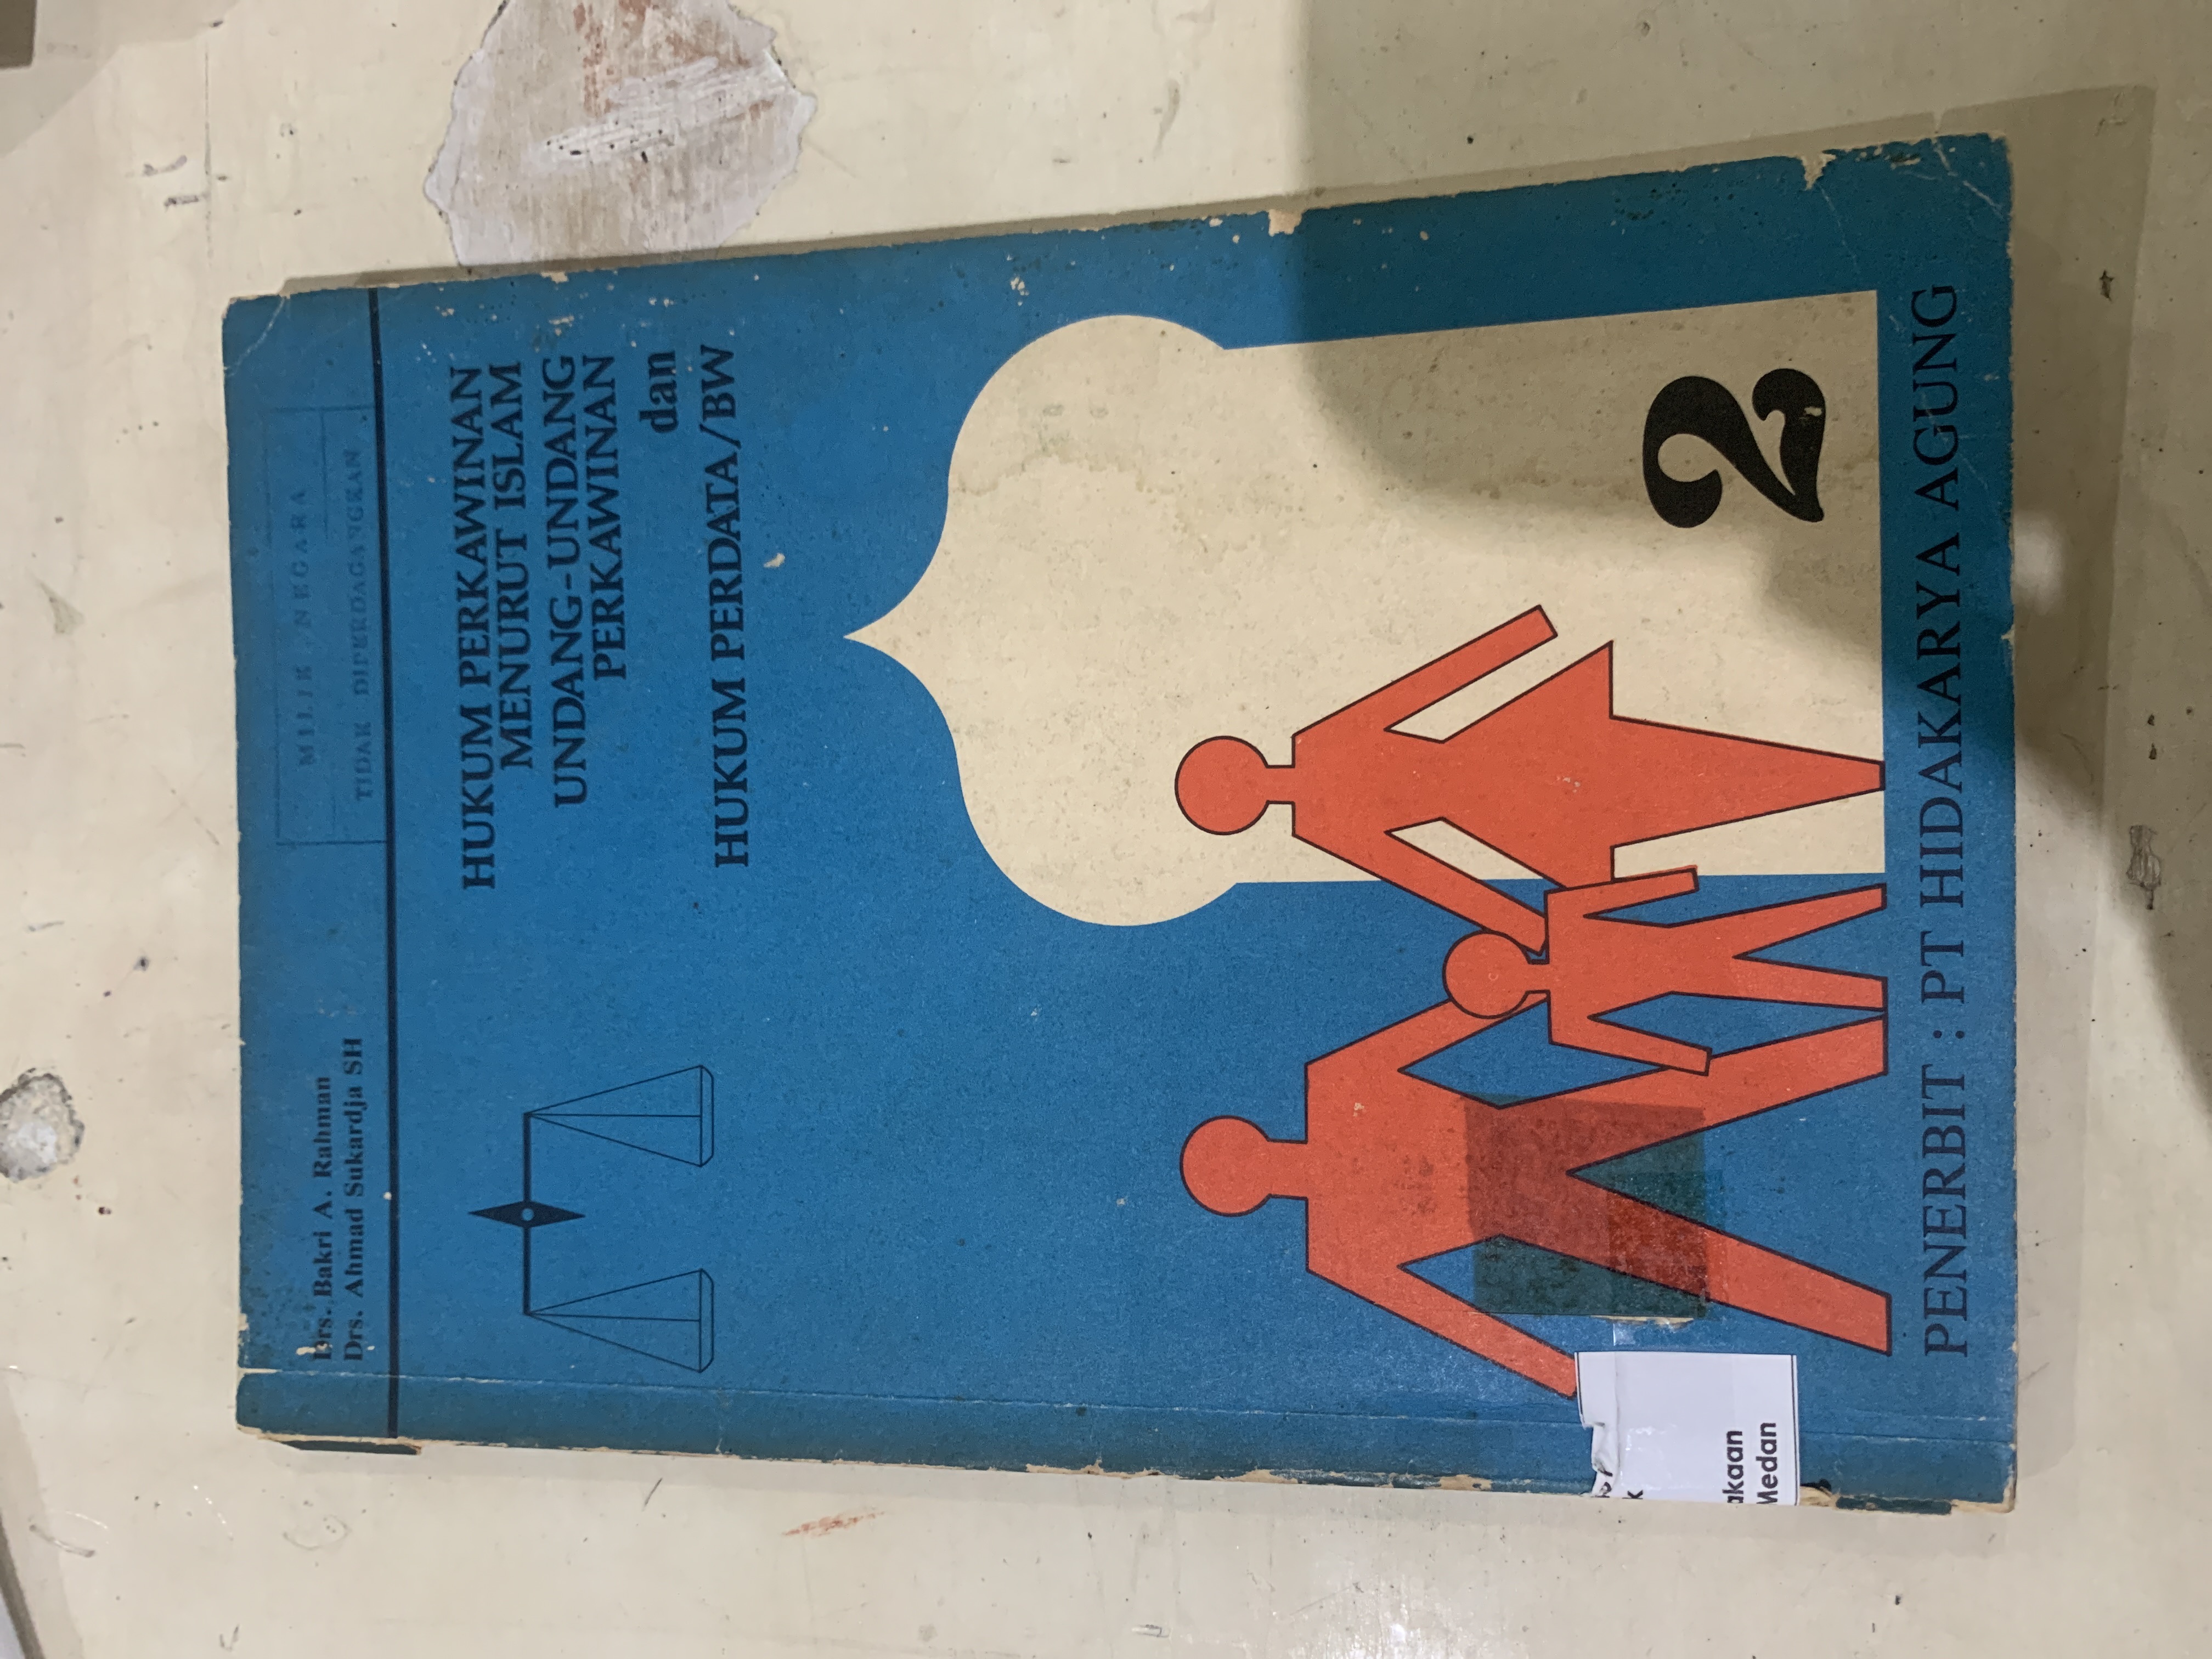 Drs. Bakri A. Rahman
Drs. Ahmad Sukardja SH
MILIK NEGARA
TIDAK DIPERDAGANGKAN
HUKUM PERKAWINAN
MENURUT ISLAM
UNDANG-UNDANG
PERKAWINAN
dan
HUKUM PERDATA/BW
2
k
akaan
Medan
PENERBIT : PT HIDAKARYA AGUNG